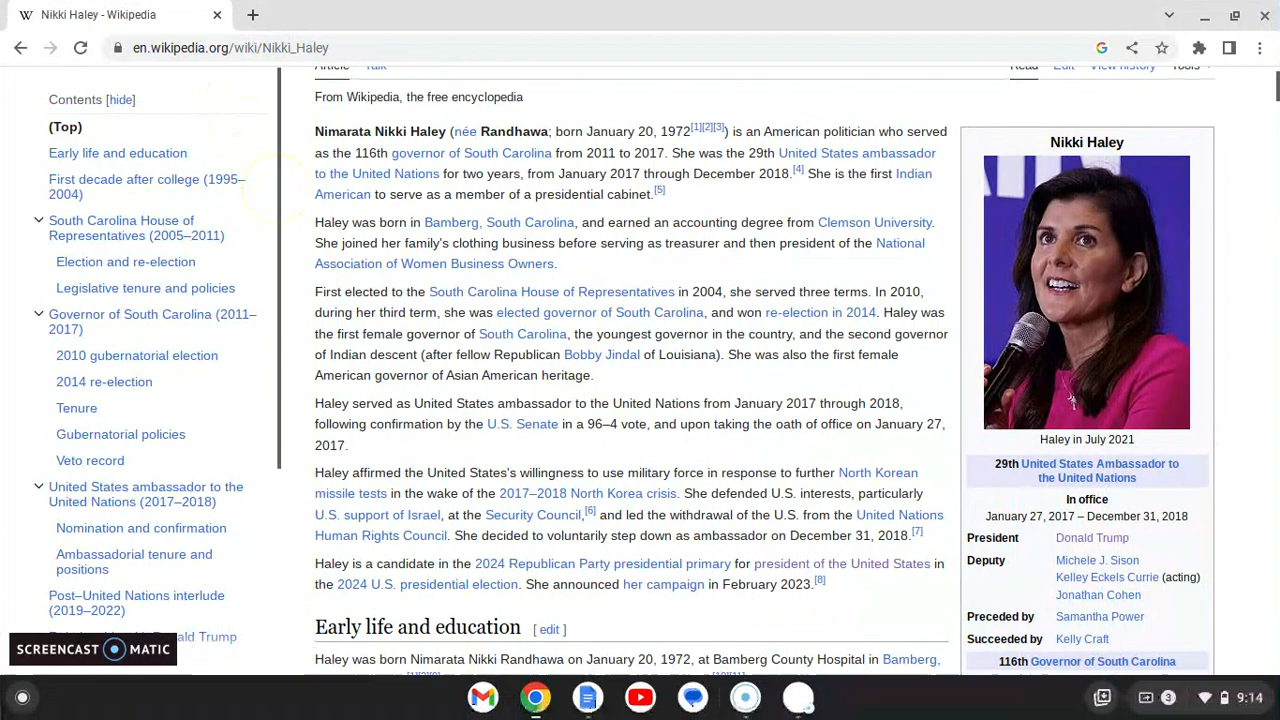 Nikki Haley - Wikipedia
en.wikipedia.org/wiki/Nikki_Haley
Contents [hide]
(Top)
Early life and education
First decade after college (1995–
2004)
South Carolina House of
Representatives (2005–2011)
Election and re-election
Legislative tenure and policies
Governor of South Carolina (2011–
2017)
2010 gubernatorial election
2014 re-election
Tenure
Gubernatorial policies
Veto record
United States ambassador to the
United Nations (2017–2018)
Nomination and confirmation
Ambassadorial tenure and
positions
Post–United Nations interlude
(2019–2022)
Donald Trump
SCREENCAST MATIC
Article Talk Read Edit View history Tools
From Wikipedia, the free encyclopedia
Nimarata Nikki Haley (née Randhawa; born January 20, 1972[1][2][3]) is an American politician who served
as the 116th governor of South Carolina from 2011 to 2017. She was the 29th United States ambassador
to the United Nations for two years, from January 2017 through December 2018.[4] She is the first Indian
American to serve as a member of a presidential cabinet.[5]
Haley was born in Bamberg, South Carolina, and earned an accounting degree from Clemson University.
She joined her family's clothing business before serving as treasurer and then president of the National
Association of Women Business Owners.
First elected to the South Carolina House of Representatives in 2004, she served three terms. In 2010,
during her third term, she was elected governor of South Carolina, and won re-election in 2014. Haley was
the first female governor of South Carolina, the youngest governor in the country, and the second governor
of Indian descent (after fellow Republican Bobby Jindal of Louisiana). She was also the first female
American governor of Asian American heritage.
Haley served as United States ambassador to the United Nations from January 2017 through 2018,
following confirmation by the U.S. Senate in a 96–4 vote, and upon taking the oath of office on January 27,
2017.
Haley affirmed the United States's willingness to use military force in response to further North Korean
missile tests in the wake of the 2017–2018 North Korea crisis. She defended U.S. interests, particularly
U.S. support of Israel, at the Security Council,[6] and led the withdrawal of the U.S. from the United Nations
Human Rights Council. She decided to voluntarily step down as ambassador on December 31, 2018.[7]
Haley is a candidate in the 2024 Republican Party presidential primary for president of the United States in
the 2024 U.S. presidential election. She announced her campaign in February 2023.[8]
Early life and education [ edit ]
Haley was born Nimarata Nikki Randhawa on January 20, 1972, at Bamberg County Hospital in Bamberg,
Nikki Haley
Haley in July 2021
29th United States Ambassador to
the United Nations
In office
January 27, 2017 – December 31, 2018
President Donald Trump
Deputy Michele J. Sison
Kelley Eckels Currie (acting)
Jonathan Cohen
Preceded by Samantha Power
Succeeded by Kelly Craft
116th Governor of South Carolina
3 9:14